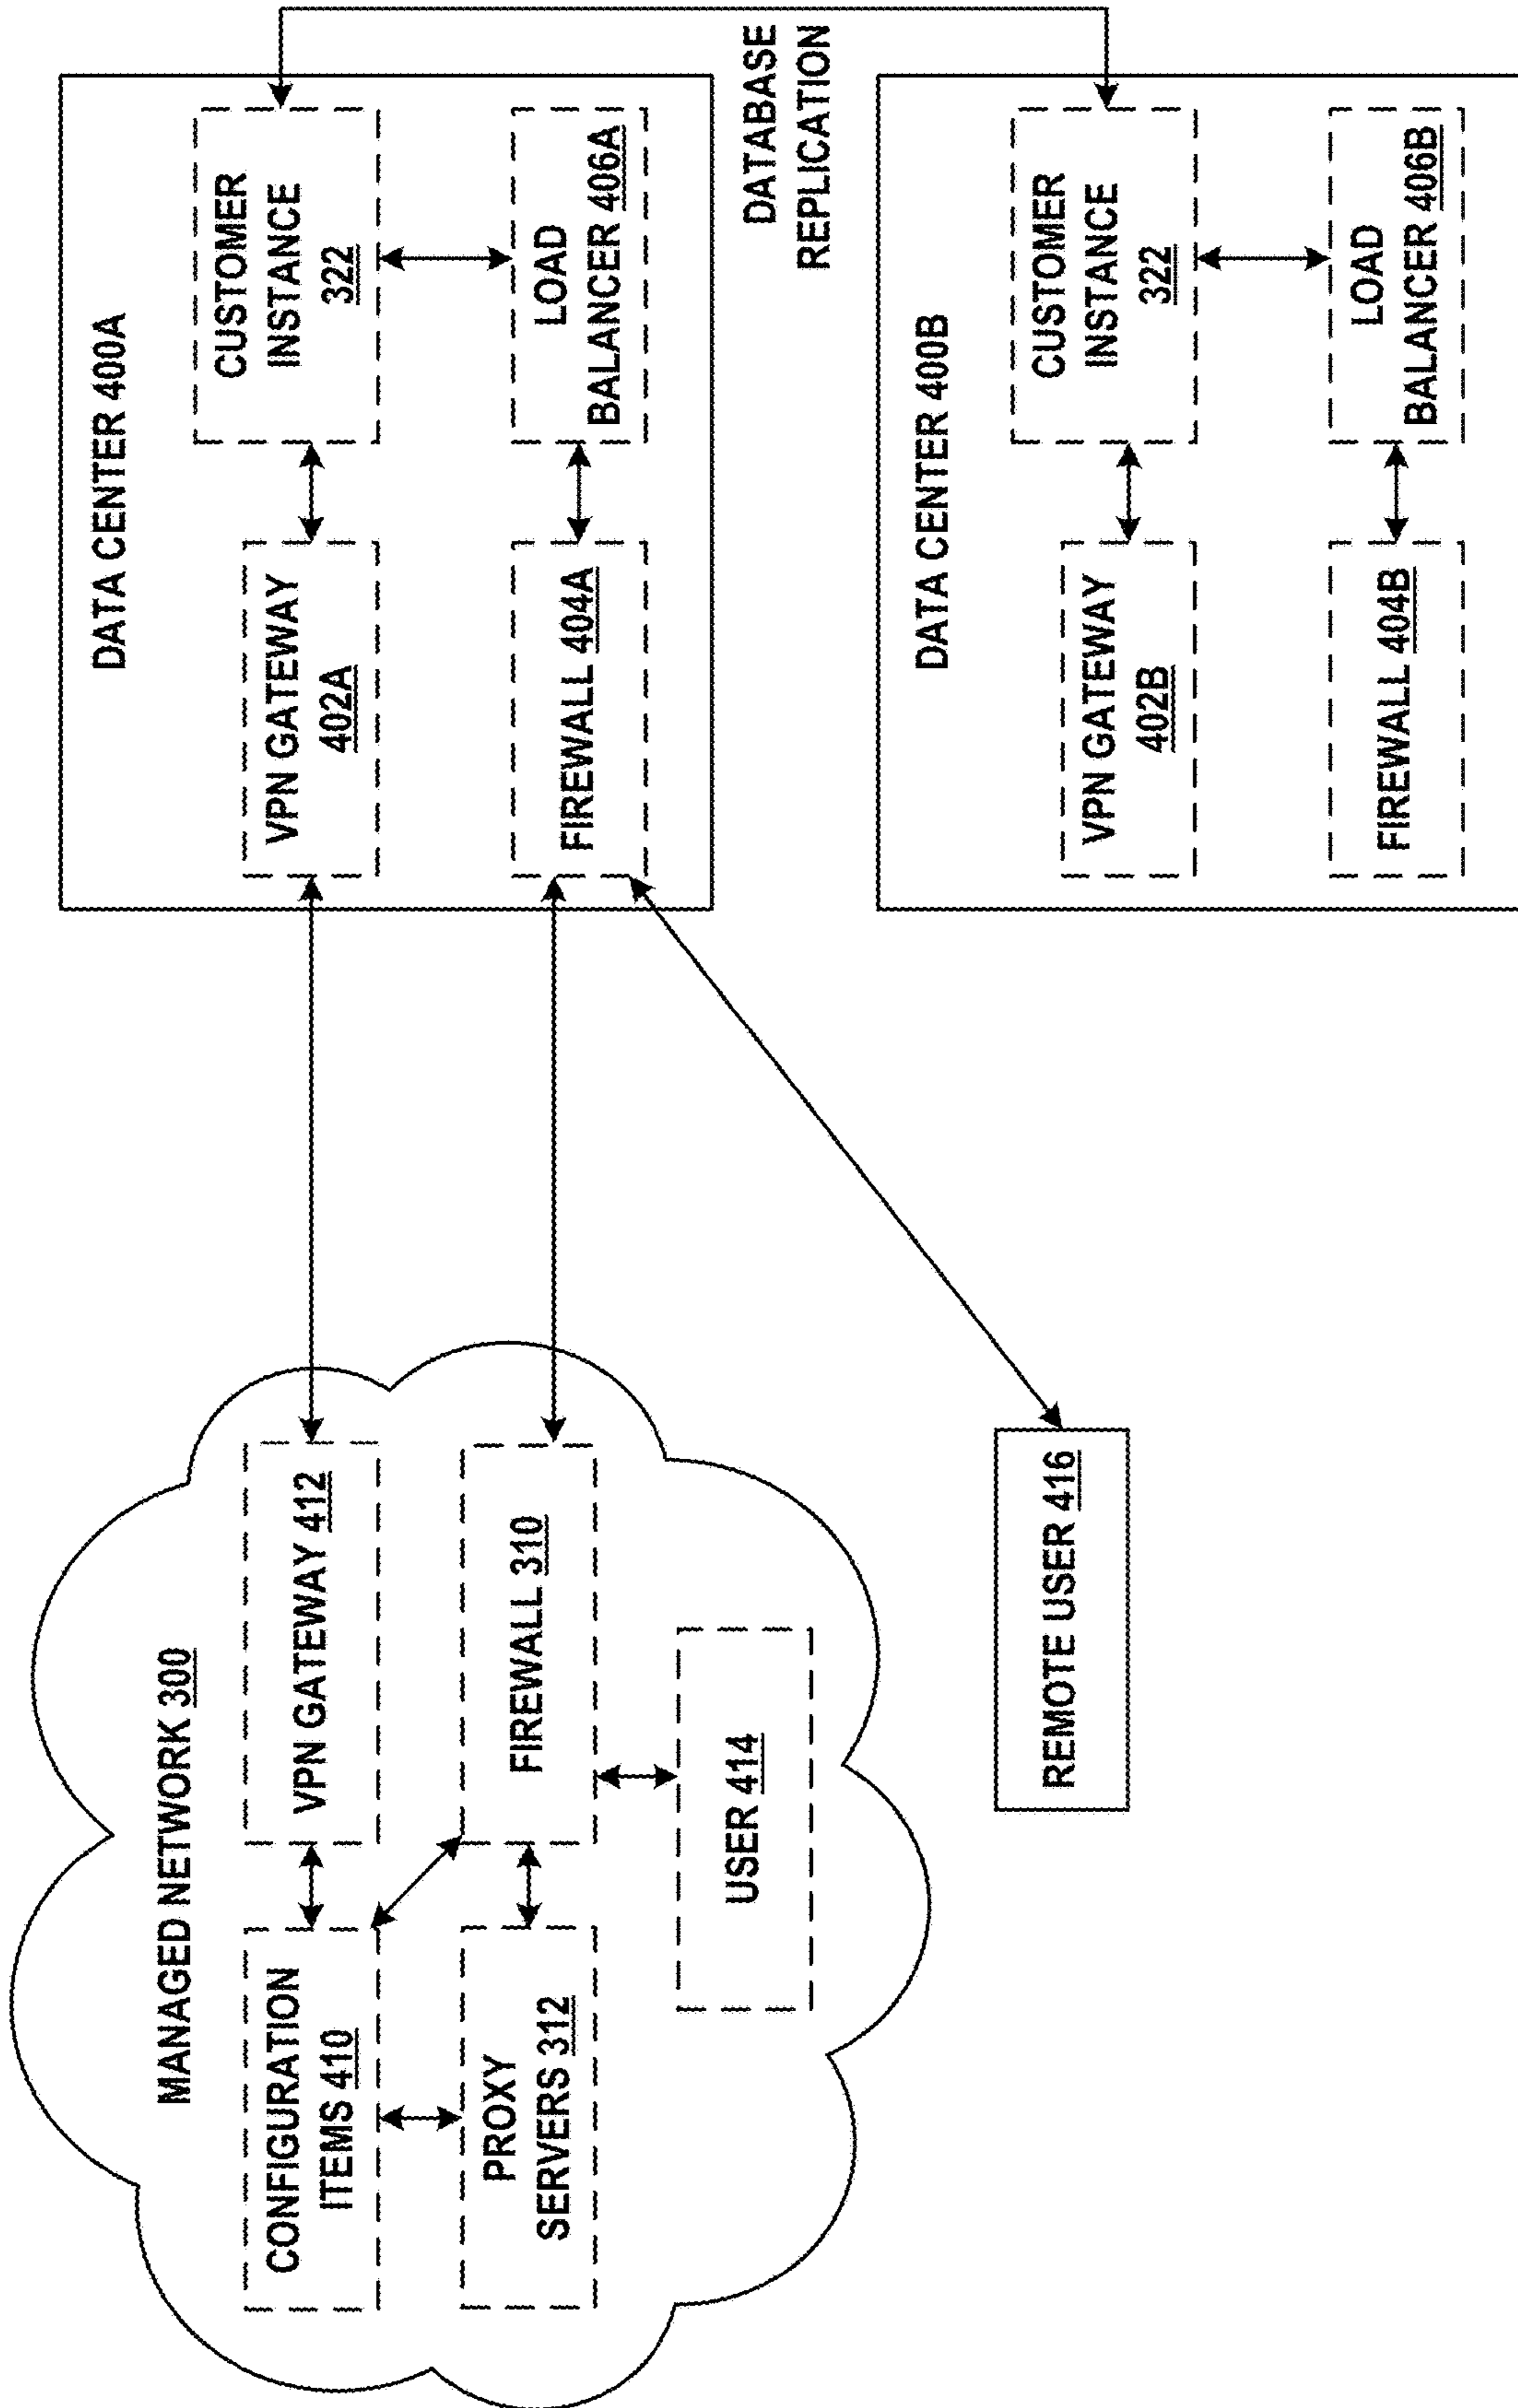 MANAGED NETWORK 300
CONFIGURATION
ITEMS 410
VPN GATEWAY 412
PROXY
SERVERS 312
FIREWALL 310
USER 414
REMOTE USER 416
DATA CENTER 400A
VPN GATEWAY
402A
CUSTOMER
INSTANCE
322
FIREWALL 404A
LOAD
BALANCER 406A
DATABASE
REPLICATION
DATA CENTER 400B
VPN GATEWAY
402B
CUSTOMER
INSTANCE
322
FIREWALL 404B
LOAD
BALANCER 406B